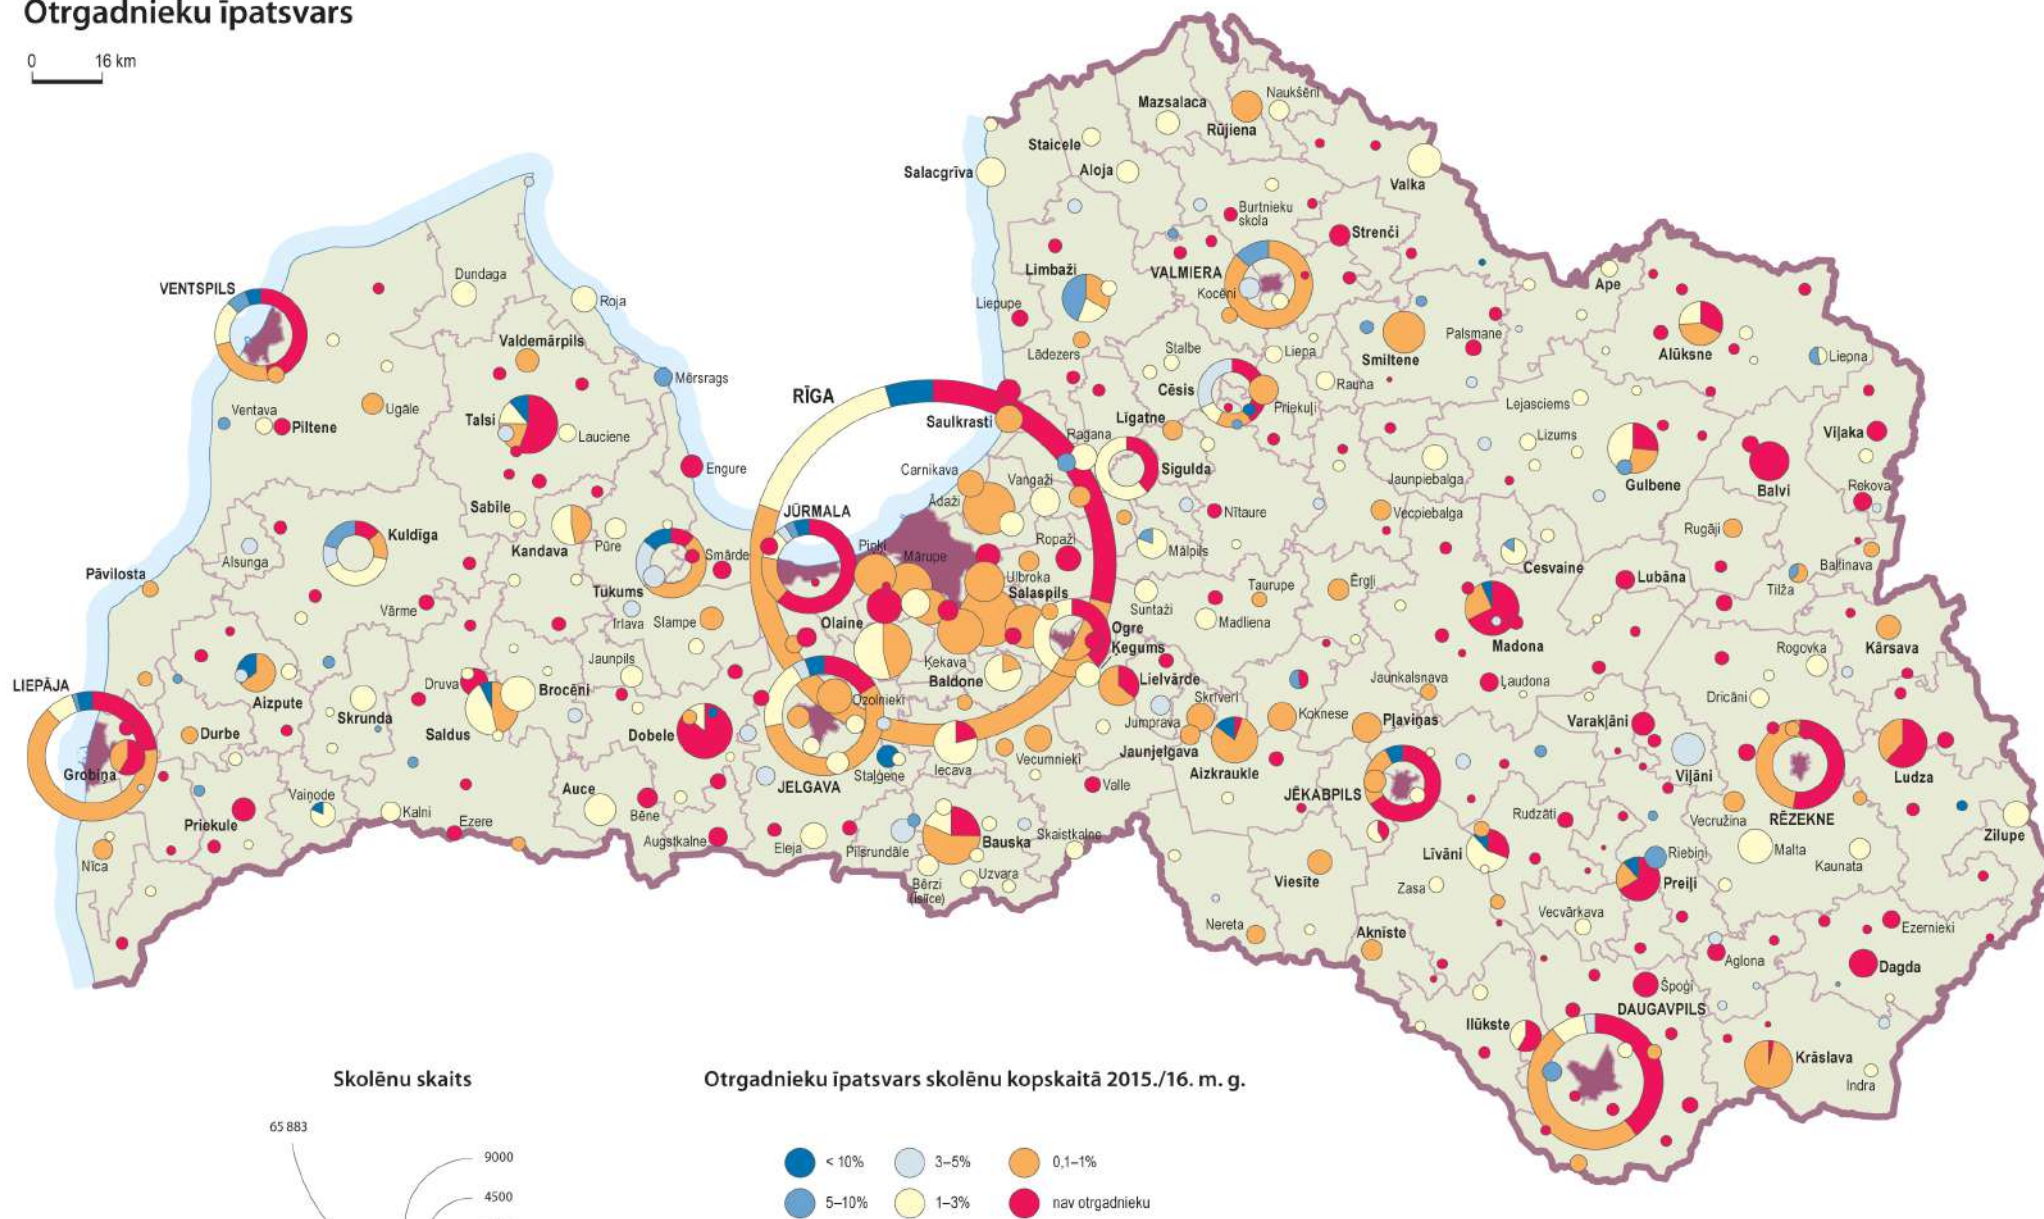 Otrgadnieku īpatsvars
0 16 km
Mazsalaca
Naukšēni
Rūjiena
Staicele
Aloja
Salacgrīva
Valka
Burtnieku
skola
Strenči
Limbaži
VALMIERA
Kocēni
Liepupe
Lādezers
Ape
Palsmane
Smiltene
Alūksne
Liepna
Stalbe
Liepa
Cēsis
Rauna
Priekuļi
Lejasciems
Līgatne
Lizums
Viļaka
VENTSPILS
Dundaga
Roja
Valdemārpils
Mērsrags
Ventava
Piltene
Ugāle
Talsi
Lauciene
Engure
RĪGA
Saulkrasti
Ragana
Sigulda
Carnikava
Vangaži
Ādaži
Jaunpiebalga
Gulbene
Balvi
Rekova
Nītaure
Vecpiebalga
Rugāji
Sabile
Kuldīga
Kandava
Pūre
JŪRMALA
Smārde
Piņķi
Mārupe
Ropaži
Mālpils
Alsunga
Cesvaine
Baltinava
Tilža
Pāvilosta
Tukums
Ulbroka
Salaspils
Taurupe
Ērgļi
Lubāna
Vārme
Irlava
Slampe
Olaine
Suntaži
Madliena
Ogre
Ķegums
Madona
Kārsava
Rogovka
LIEPĀJA
Aizpute
Druva
Brocēni
Jaunpils
Ķekava
Baldone
Lielvārde
Jaunkalsnava
Ļaudona
Dricāni
Skrunda
Saldus
Ozolnieki
Jumprava
Skrīveri
Koknese
Pļaviņas
Varakļāni
Durbe
Dobele
Jaunjelgava
Grobiņa
Iecava
Vecumnieki
Aizkraukle
Viļāni
Ludza
Staļģene
JELGAVA
Valle
JĒKABPILS
RĒZEKNE
Vaiņode
Kalni
Auce
Priekule
Ezere
Bēne
Augstkalne
Eleja
Pilsrundāle
Bauska
Skaistkalne
Rudzāti
Vecružina
Malta
Zilupe
Nīca
Līvāni
Riebiņi
Preiļi
Kaunata
Bērzi
(Īslīce)
Uzvara
Viesīte
Zasa
Vecvārkava
Nereta
Aknīste
Aglona
Ezernieki
Dagda
Špoģi
DAUGAVPILS
Ilūkste
Krāslava
Indra
Skolēnu skaits
65 883
9000
4500
Otrgadnieku īpatsvars skolēnu kopskaitā 2015./16. m. g.
< 10% 3–5% 0,1–1%
5–10% 1–3% nav otrgadnieku